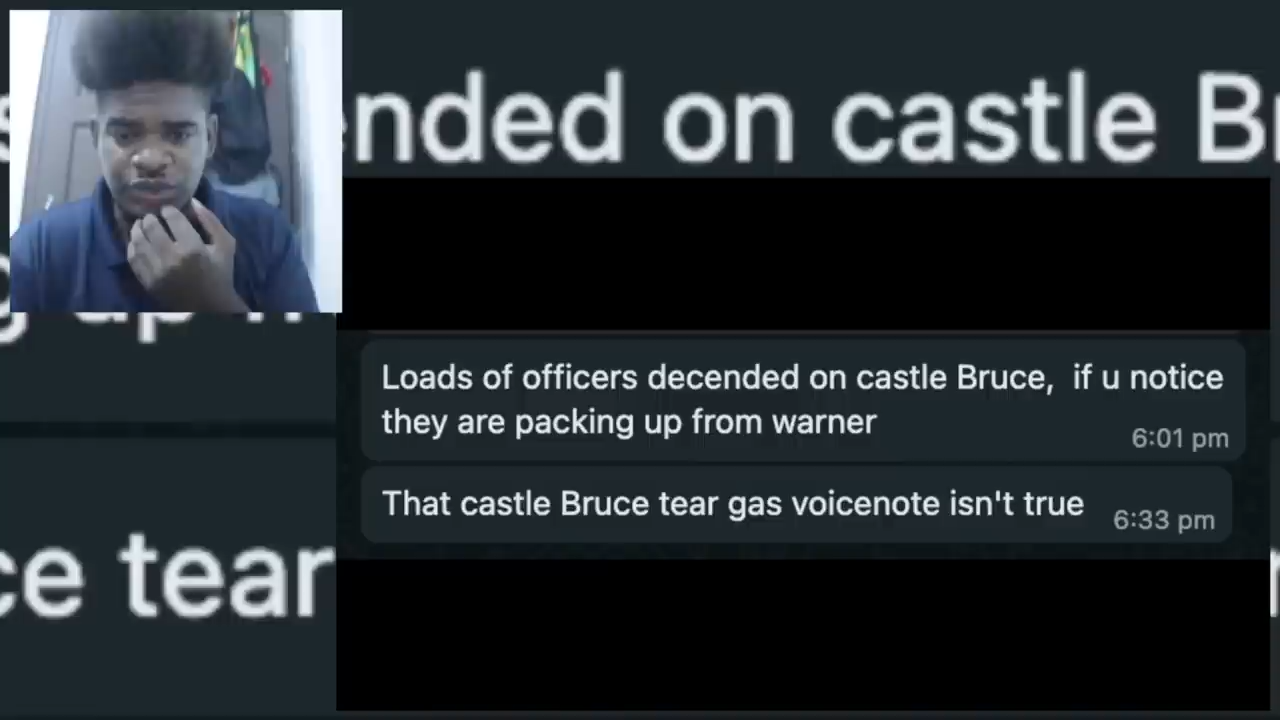 ended on castle Br
Loads of officers decended on castle Bruce,  if u notice
they are packing up from warner
6:01 pm
That castle Bruce tear gas voicenote isn't true
6:33 pm
ce tear